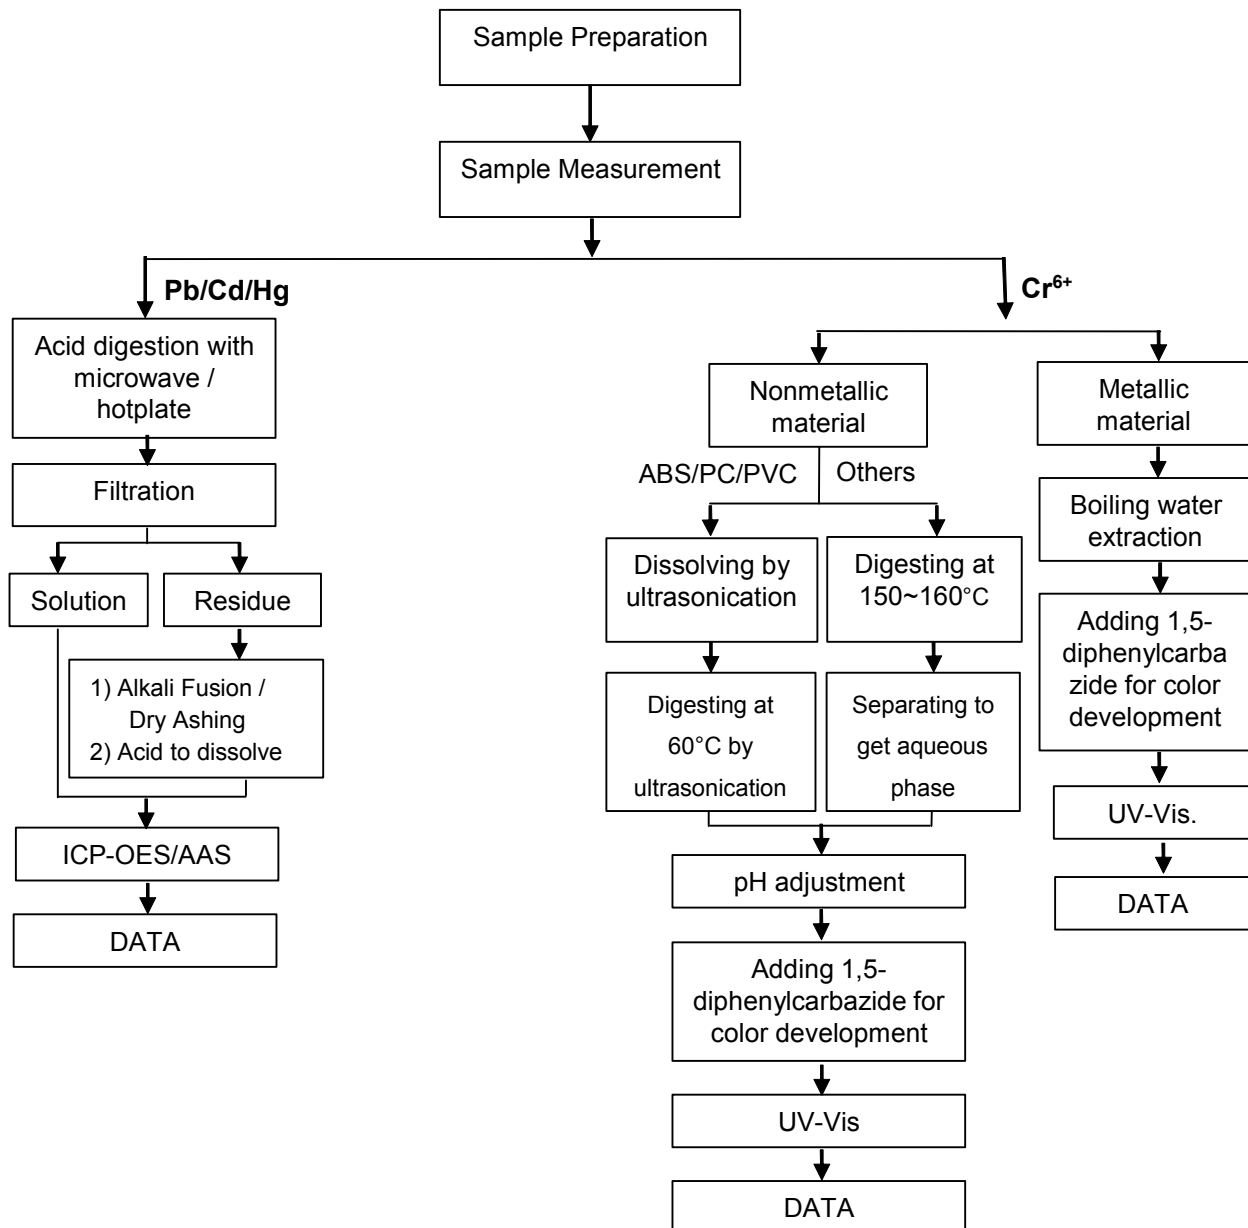 Sample Preparation
Sample Measurement
Pb/Cd/Hg
Cr⁶⁺
Acid digestion with
microwave /
hotplate
Filtration
Solution
Residue
1) Alkali Fusion /
Dry Ashing
2) Acid to dissolve
ICP-OES/AAS
DATA
Nonmetallic
material
ABS/PC/PVC
Others
Dissolving by
ultrasonication
Digesting at
60°C by
ultrasonication
Digesting at
150~160°C
Separating to
get aqueous
phase
pH adjustment
Adding 1,5-
diphenylcarbazide for
color development
UV-Vis
DATA
Metallic
material
Boiling water
extraction
Adding 1,5-
diphenylcarba
zide for color
development
UV-Vis.
DATA